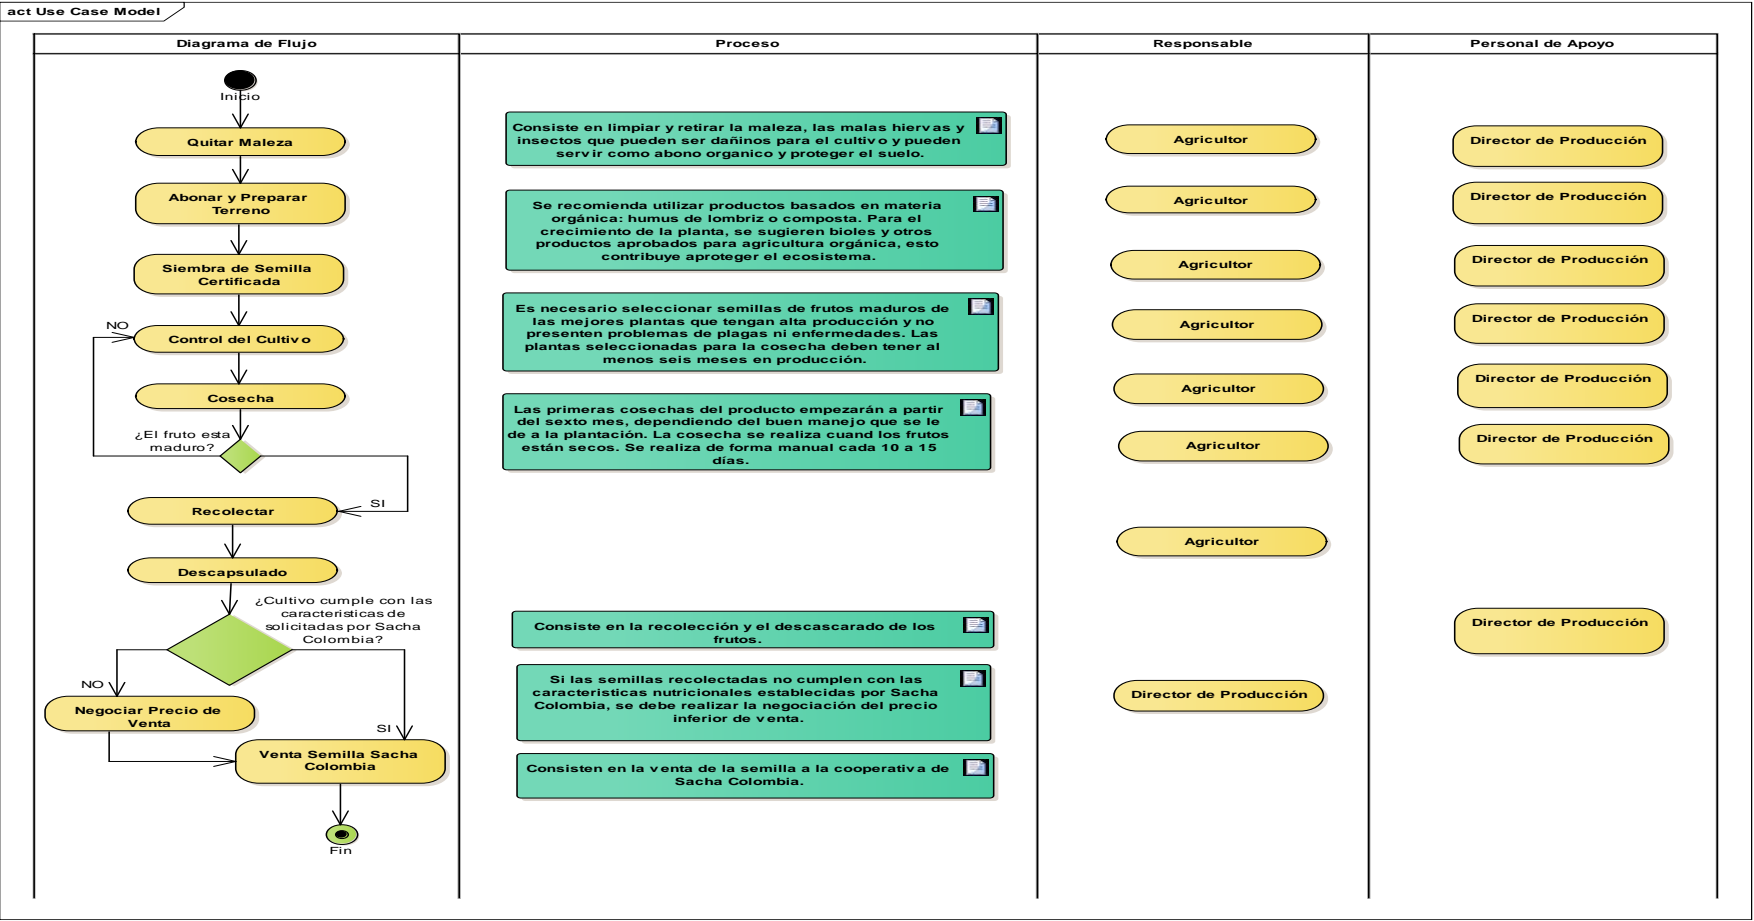 act Use Case Model
Diagrama de Flujo
Proceso
Responsable
Personal de Apoyo
Inicio
Quitar Maleza
Abonar y Preparar
Terreno
Siembra de Semilla
Certificada
NO
Control del Cultivo
Cosecha
¿El fruto esta
maduro?
SI
Recolectar
Descapsulado
¿Cultivo cumple con las
caracteristicas de
solicitadas por Sacha
Colombia?
NO
Negociar Precio de
Venta
SI
Venta Semilla Sacha
Colombia
Fin
Consiste en limpiar y retirar la maleza, las malas hiervas y
insectos que pueden ser dañinos para el cultivo y pueden
servir como abono organico y proteger el suelo.
Se recomienda utilizar productos basados en materia
orgánica: humus de lombriz o composta. Para el
crecimiento de la planta, se sugieren bioles y otros
productos aprobados para agricultura orgánica, esto
contribuye aproteger el ecosistema.
Es necesario seleccionar semillas de frutos maduros de
las mejores plantas que tengan alta producción y no
presenten problemas de plagas ni enfermedades. Las
plantas seleccionadas para la cosecha deben tener al
menos seis meses en producción.
Las primeras cosechas del producto empezarán a partir
del sexto mes, dependiendo del buen manejo que se le
de a la plantación. La cosecha se realiza cuand los frutos
están secos. Se realiza de forma manual cada 10 a 15
días.
Consiste en la recolección y el descascarado de los
frutos.
Si las semillas recolectadas no cumplen con las
caracteristicas nutricionales establecidas por Sacha
Colombia, se debe realizar la negociación del precio
inferior de venta.
Consisten en la venta de la semilla a la cooperativa de
Sacha Colombia.
Agricultor
Agricultor
Agricultor
Agricultor
Agricultor
Agricultor
Agricultor
Director de Producción
Director de Producción
Director de Producción
Director de Producción
Director de Producción
Director de Producción
Director de Producción
Director de Producción